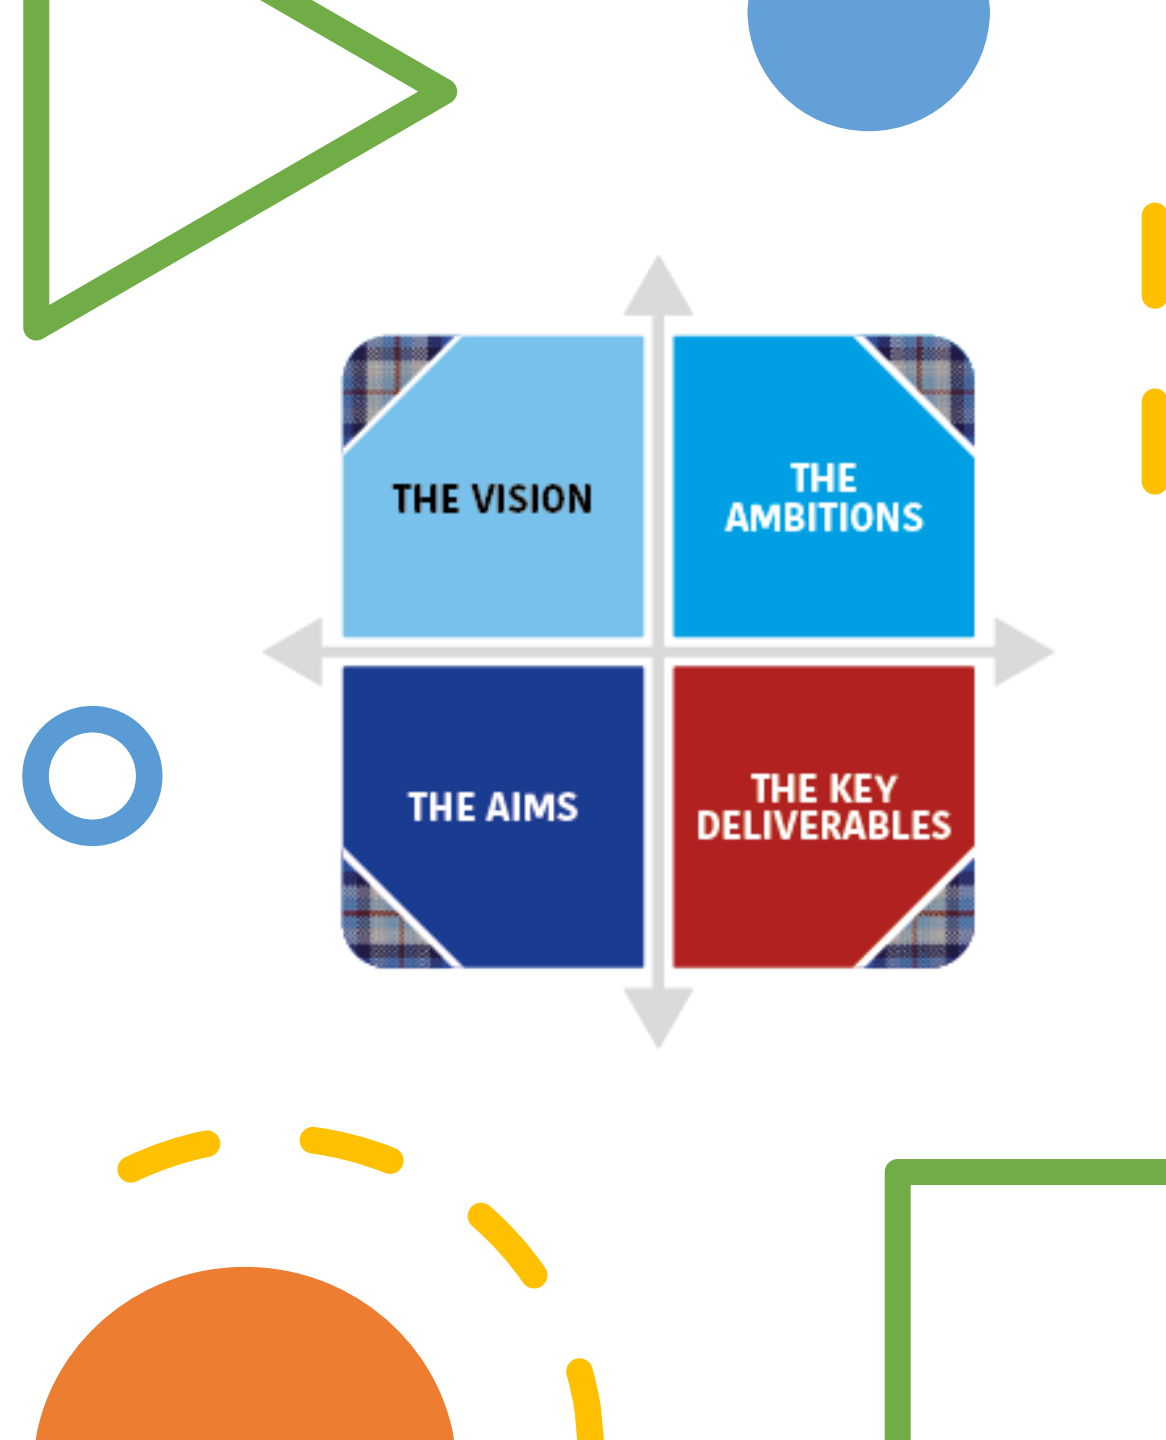 THE VISION
THE
AMBITIONS
THE AIMS
THE KEY
DELIVERABLES